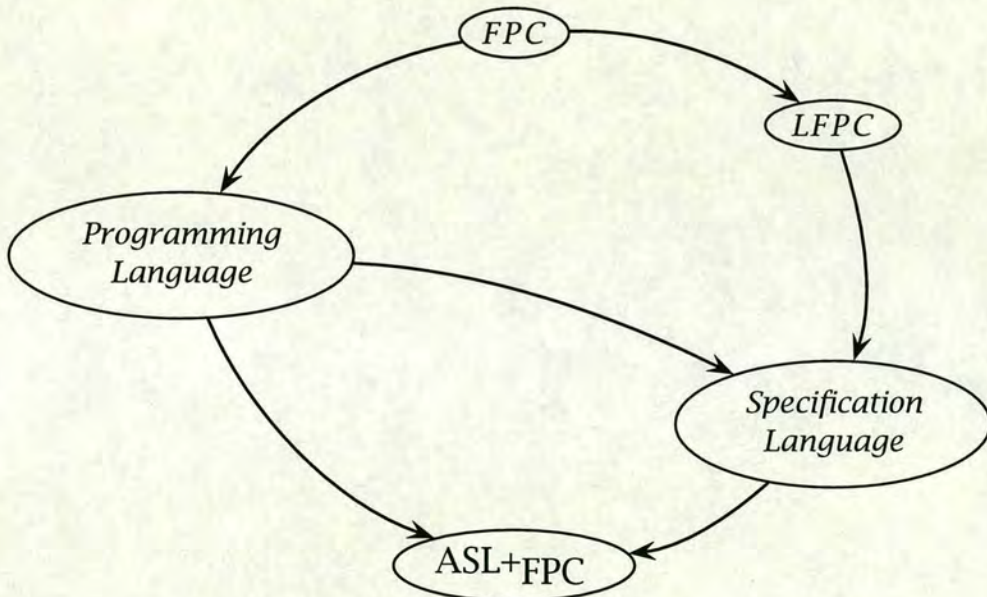 FPC
LFPC
Programming
Language
Specification
Language
ASL+FPC